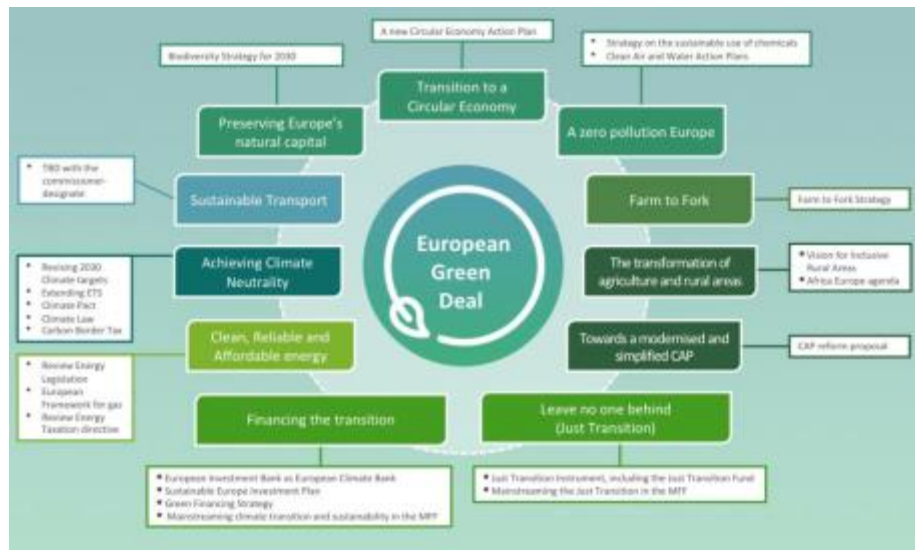 A new Circular Economy Action Plan
Biodiversity Strategy for 2030
Strategy on the sustainable use of chemicals
Clean Air and Water Action Plans
Transition to a
Circular Economy
Preserving Europe's
natural capital
A zero pollution Europe
TBD with the
commissioner-
designate
Sustainable Transport
Farm to Fork
Farm to Fork Strategy
European
Green
Deal
Achieving Climate
Neutrality
The transformation of
agriculture and rural areas
Vision for Inclusive
Rural Areas
Africa Europe agenda
Revising 2030
Climate targets
Extending ETS
Climate Pact
Climate Law
Carbon Border Tax
Clean, Reliable and
Affordable energy
Towards a modernised and
simplified CAP
CAP reform proposal
Review Energy
Legislation
European
Framework for gas
Review Energy
Taxation directive
Financing the transition
Leave no one behind
(Just Transition)
European Investment Bank as European Climate Bank
Sustainable Europe Investment Plan
Green Financing Strategy
Mainstreaming climate transition and sustainability in the MFF
Just Transition Instrument, including the Just Transition Fund
Mainstreaming the Just Transition in the MFF